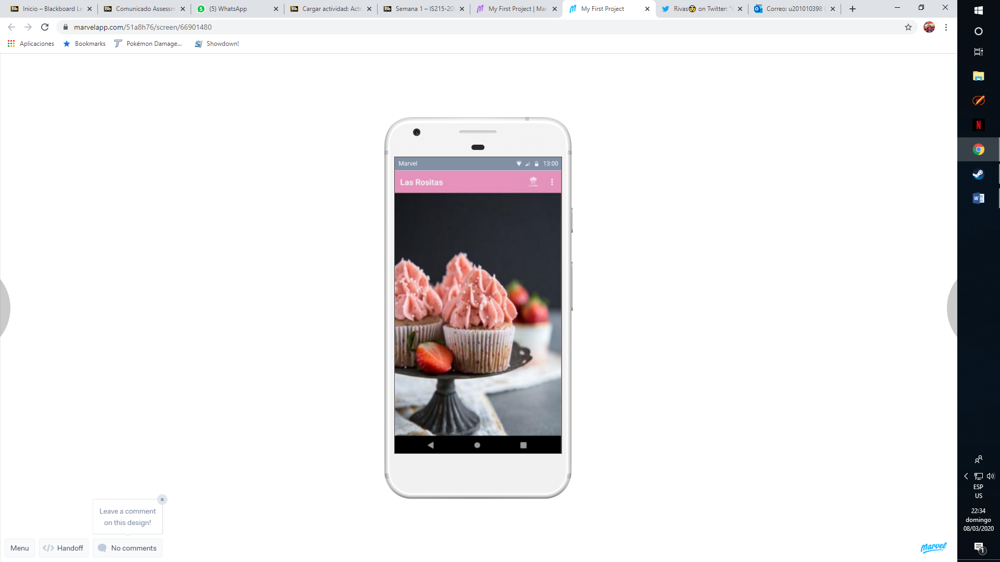 Inicio – Blackboard Le
Comunicado Assessm
(5) WhatsApp
Cargar actividad: Acti
Semana 1 – IS215-20
My First Project | Mar
My First Project
Rivas🤠 on Twitter: "
Correo: u201010398
marvelapp.com/51a8h76/screen/66901480
Aplicaciones
Bookmarks
Pokémon Damage...
Showdown!
Marvel
13:00
Las Rositas
Leave a comment
on this design!
Menu
</> Handoff
No comments
Marvel
ESP
US
22:34
domingo
08/03/2020
1